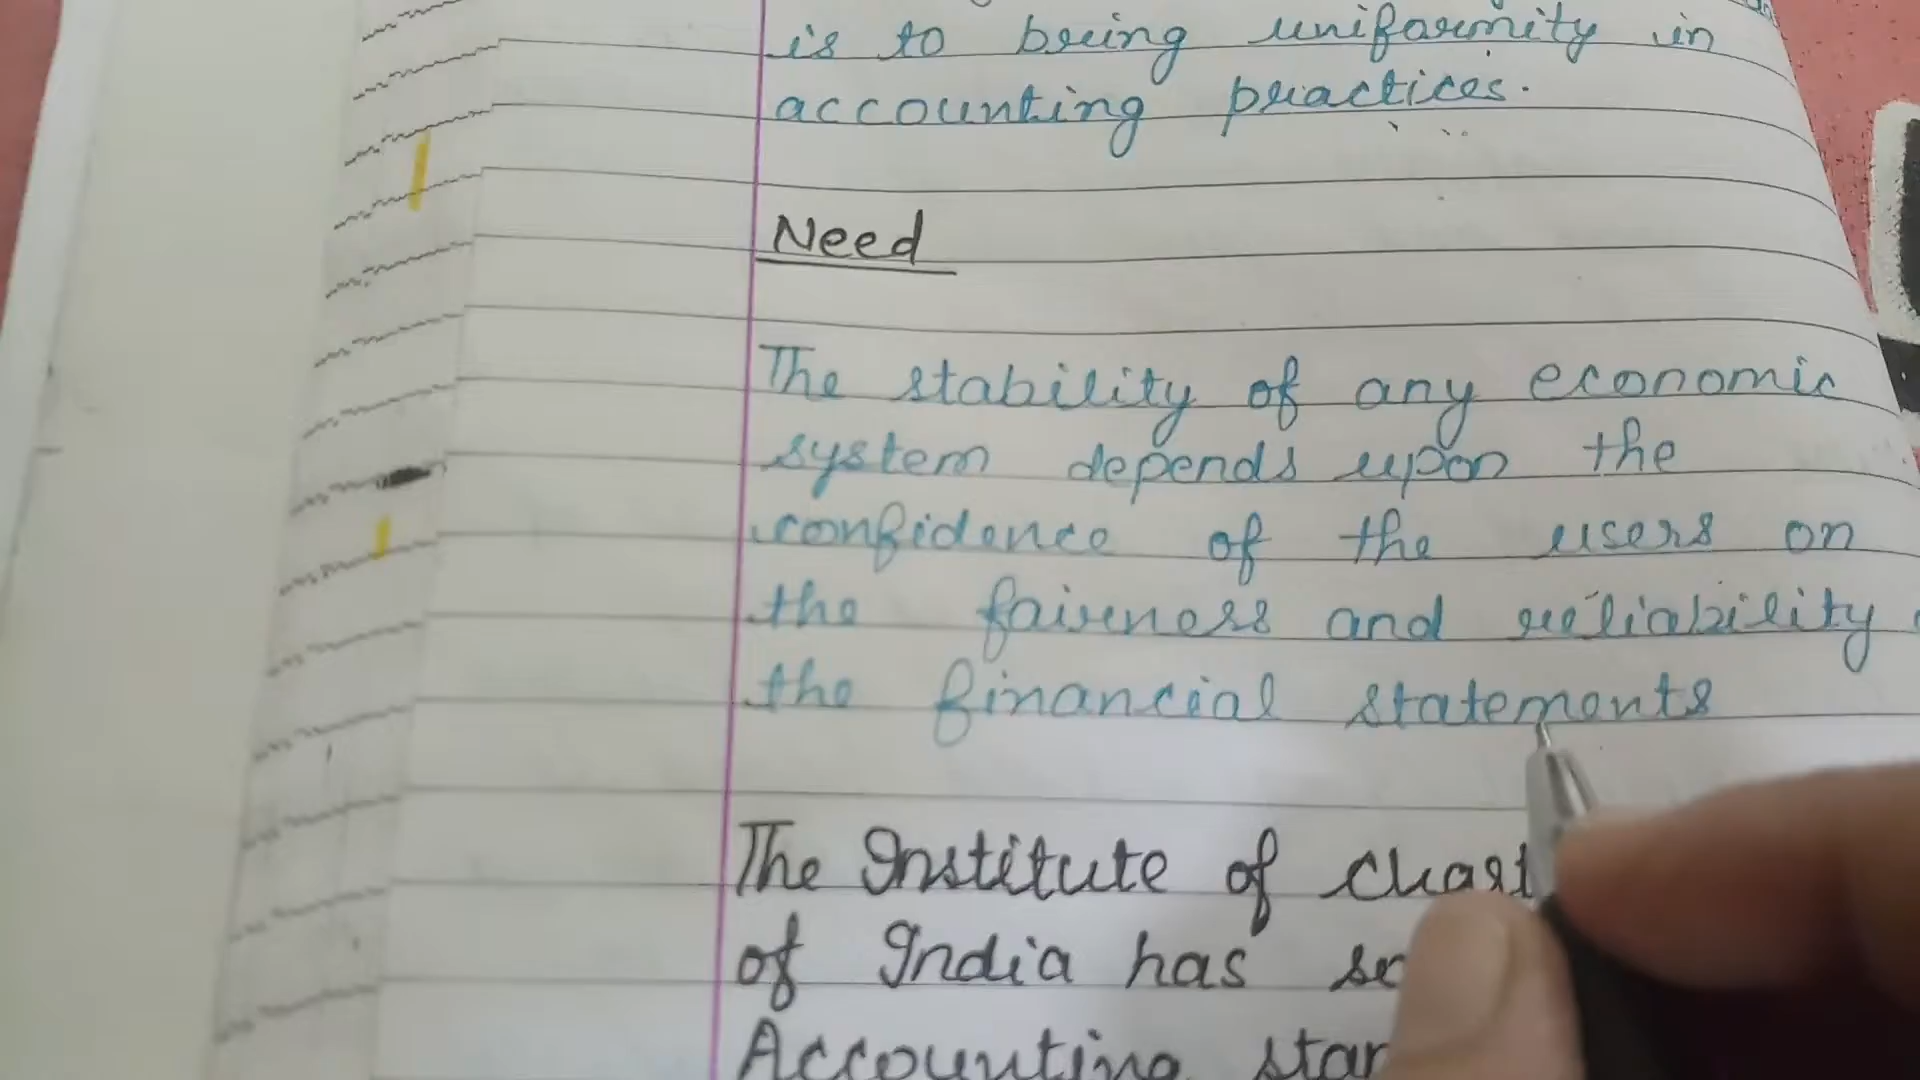 is to bring uniformity in
accounting practices.
Need
The stability of any economic
system depends upon the
confidence of the users on
the fairness and reliability
the financial statements
The Institute of
of India has
Accounting